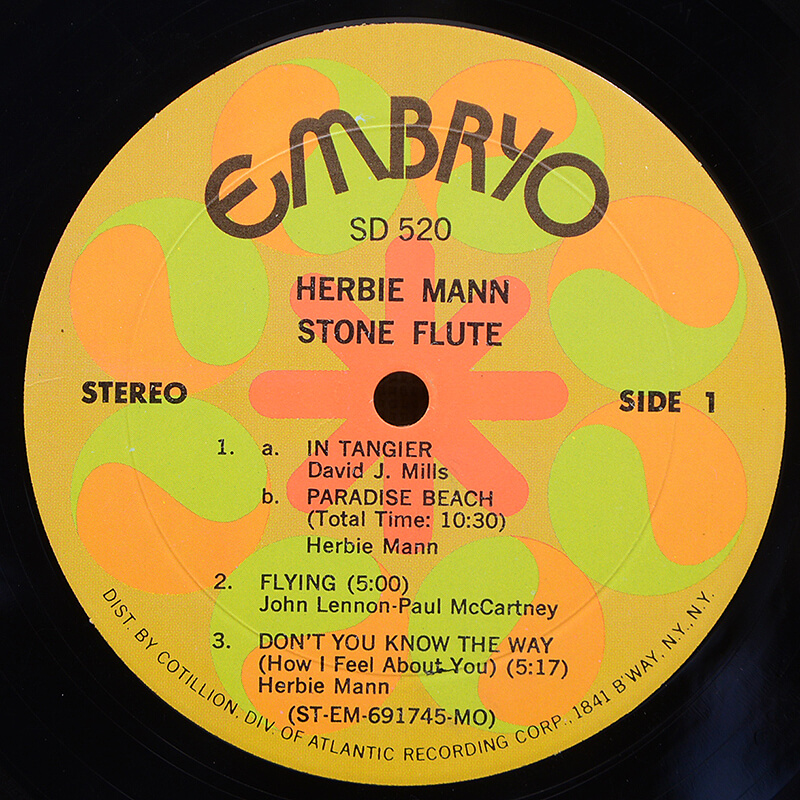 EMBRYO
SD 520
HERBIE MANN
STONE FLUTE
STEREO
SIDE 1
1. a. IN TANGIER
David J. Mills
b. PARADISE BEACH
(Total Time: 10:30)
Herbie Mann
2. FLYING (5:00)
John Lennon-Paul McCartney
3. DON'T YOU KNOW THE WAY
(How I Feel About You) (5:17)
Herbie Mann
(ST-EM-691745-MO)
DIST. BY COTILLION, DIV. OF ATLANTIC RECORDING CORP., 1841 B'WAY, N.Y., N.Y.